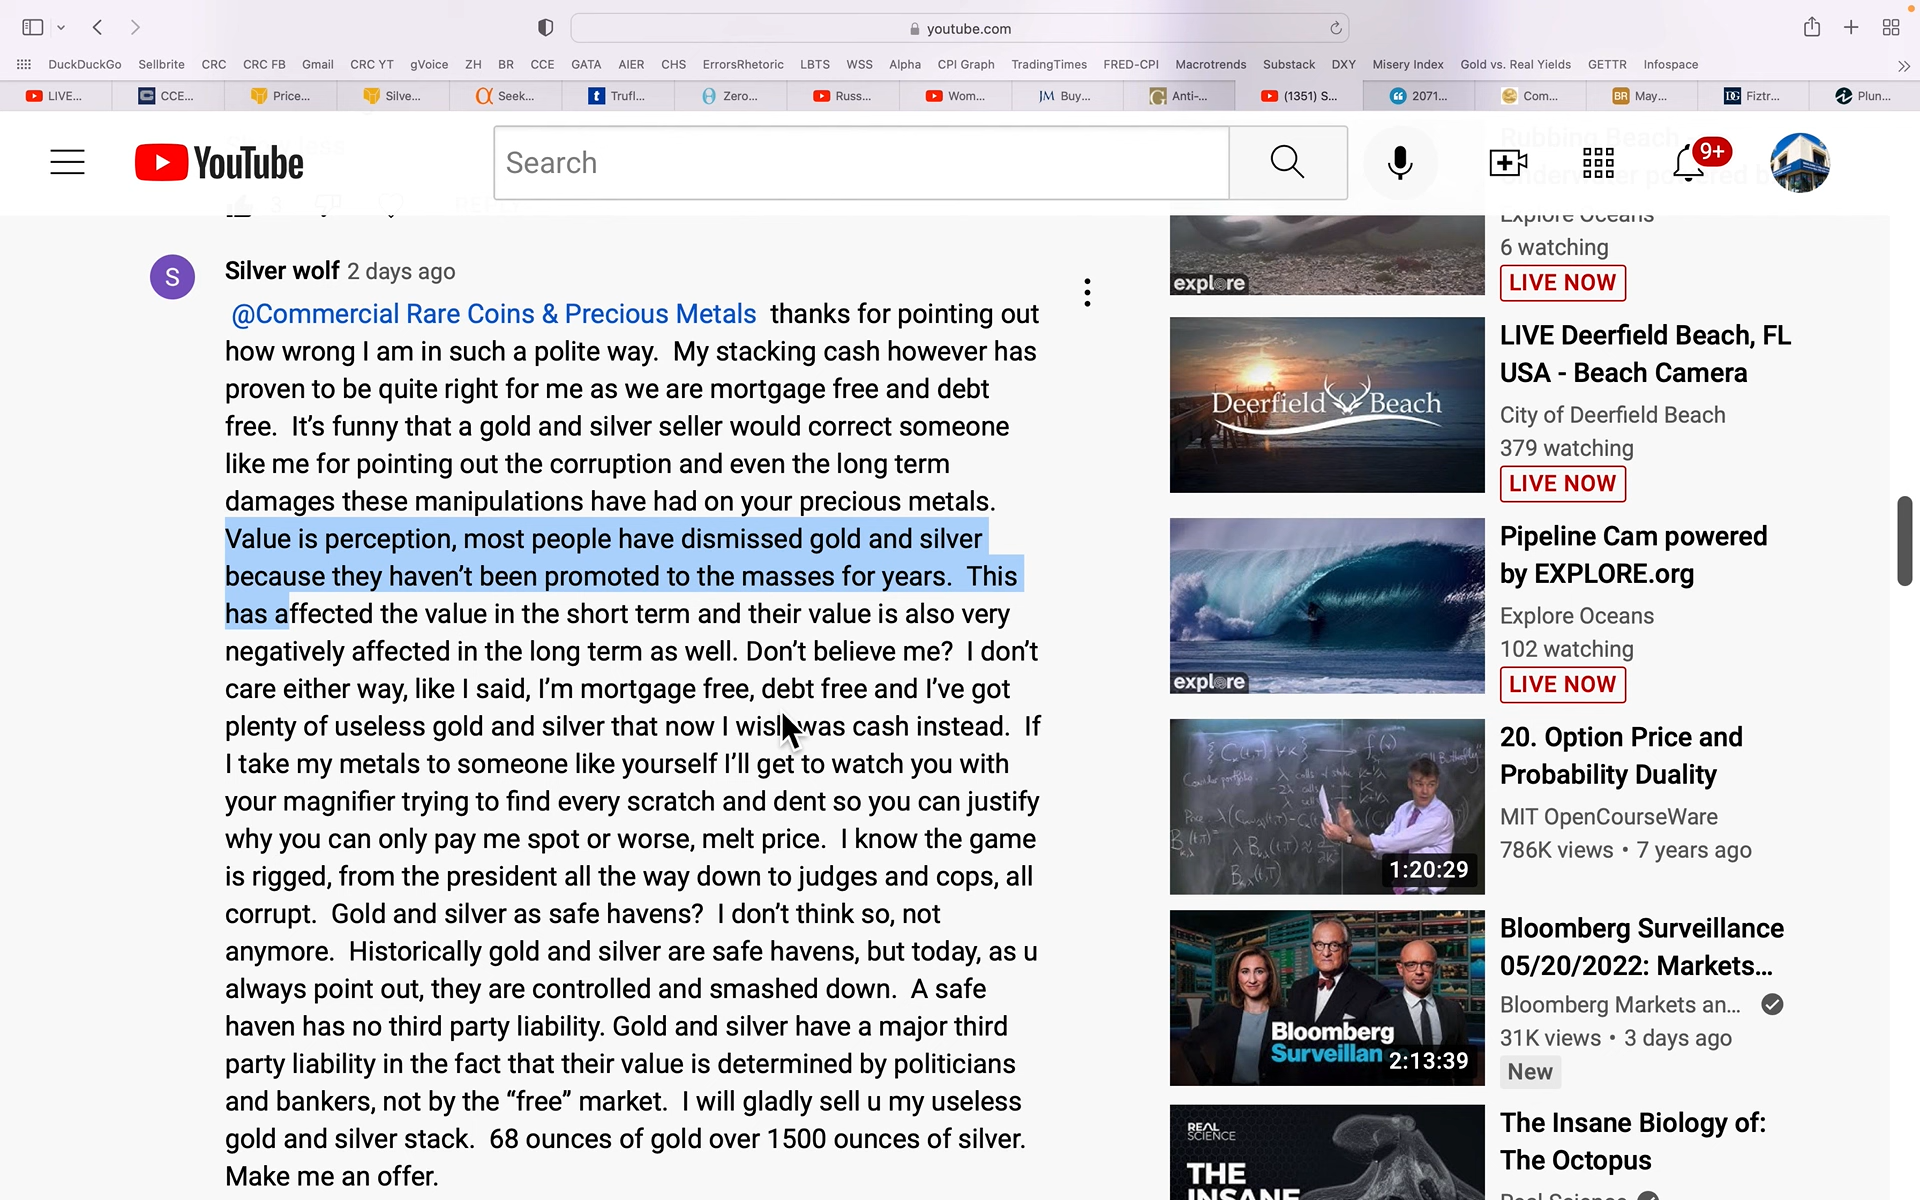 youtube.com
DuckDuckGo Sellbrite CRC CRC FB Gmail CRC YT gVoice ZH BR CCE GATA AIER CHS ErrorsRhetoric LBTS WSS Alpha CPI Graph TradingTimes FRED-CPI Macrotrends Substack DXY Misery Index Gold vs. Real Yields GETTR Infospace
LIVE... CCE... Price... Silve... Seek... Trufl... Zero... Russ... Wom... JM Buy... Anti-... (1351) S... 2071... Com... BR May... DG Fiztr... Plun...
YouTube
Search
9+
S
Silver wolf 2 days ago
@Commercial Rare Coins & Precious Metals thanks for pointing out
how wrong I am in such a polite way. My stacking cash however has
proven to be quite right for me as we are mortgage free and debt
free. It’s funny that a gold and silver seller would correct someone
like me for pointing out the corruption and even the long term
damages these manipulations have had on your precious metals.
Value is perception, most people have dismissed gold and silver
because they haven’t been promoted to the masses for years. This
has affected the value in the short term and their value is also very
negatively affected in the long term as well. Don’t believe me? I don’t
care either way, like I said, I’m mortgage free, debt free and I’ve got
plenty of useless gold and silver that now I wish was cash instead. If
I take my metals to someone like yourself I’ll get to watch you with
your magnifier trying to find every scratch and dent so you can justify
why you can only pay me spot or worse, melt price. I know the game
is rigged, from the president all the way down to judges and cops, all
corrupt. Gold and silver as safe havens? I don’t think so, not
anymore. Historically gold and silver are safe havens, but today, as u
always point out, they are controlled and smashed down. A safe
haven has no third party liability. Gold and silver have a major third
party liability in the fact that their value is determined by politicians
and bankers, not by the “free” market. I will gladly sell u my useless
gold and silver stack. 68 ounces of gold over 1500 ounces of silver.
Make me an offer.
Rubbing Beach
Explore Oceans
6 watching
LIVE NOW
explore
LIVE Deerfield Beach, FL
USA - Beach Camera
City of Deerfield Beach
379 watching
LIVE NOW
Deerfield Beach
Pipeline Cam powered
by EXPLORE.org
Explore Oceans
102 watching
LIVE NOW
explore
20. Option Price and
Probability Duality
MIT OpenCourseWare
786K views • 7 years ago
1:20:29
Bloomberg Surveillance
05/20/2022: Markets...
Bloomberg Markets an...
31K views • 3 days ago
New
Bloomberg
Surveillan
2:13:39
The Insane Biology of:
The Octopus
Real Science
REAL
SCIENCE
THE
INSANE